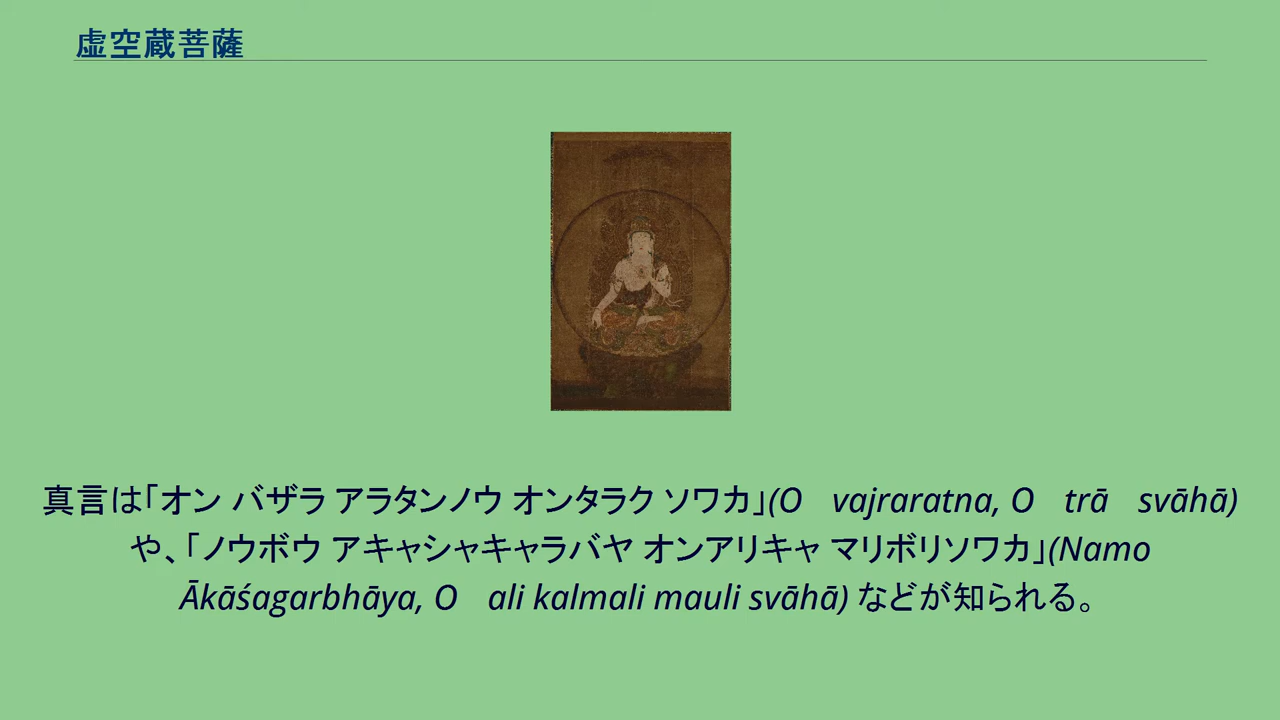 虚空蔵菩薩
真言は「オン バザラ アラタンノウ オンタラク ソワカ」(O vajraratna, O trā svāhā)
や、「ノウボウ アキャシャキャラバヤ オンアリキャ マリボリソワカ」(Namo
Ākāśagarbhāya, O ali kalmali mauli svāhā) などが知られる。